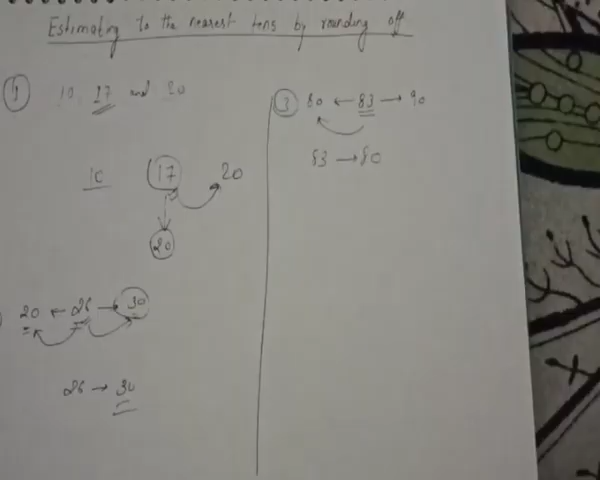 Estimating to the nearest tens by rounding off
1 10, 17 and 20
10 17 20
20
20 ← 26 → 30
26 → 30
3 80 ← 83 → 90
83 → 80